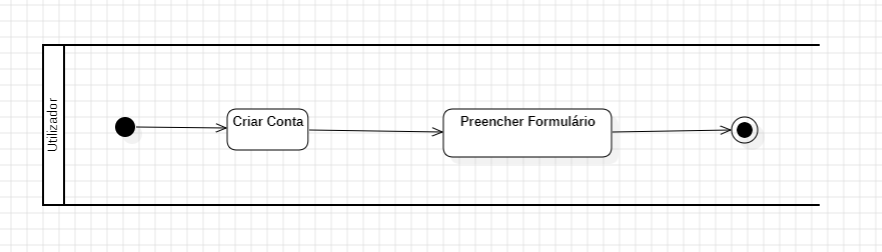 Utilizador
Criar Conta
Preencher Formulário